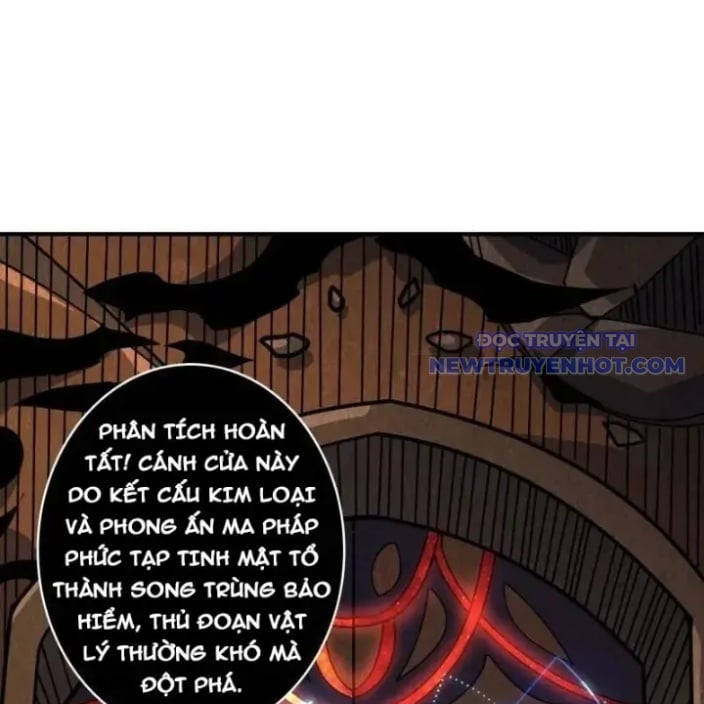 ĐỌC TRUYỆN TẠI
NEWTRUYENHOT.COM
PHÂN TÍCH HOÀN
TẤT! CÁNH CỬA NÀY
DO KẾT CẤU KIM LOẠI
VÀ PHONG ẤN MA PHÁP
PHỨC TẠP TINH MẬT TỔ
THÀNH SONG TRÙNG BẢO
HIỂM, THỦ ĐOẠN VẬT
LÝ THƯỜNG KHÓ MÀ
ĐỘT PHÁ.